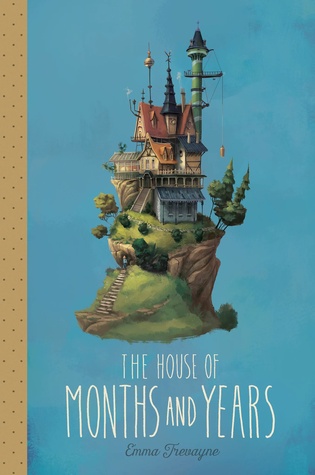 THE HOUSE OF
MONTHS AND YEARS
Emma Trevayne